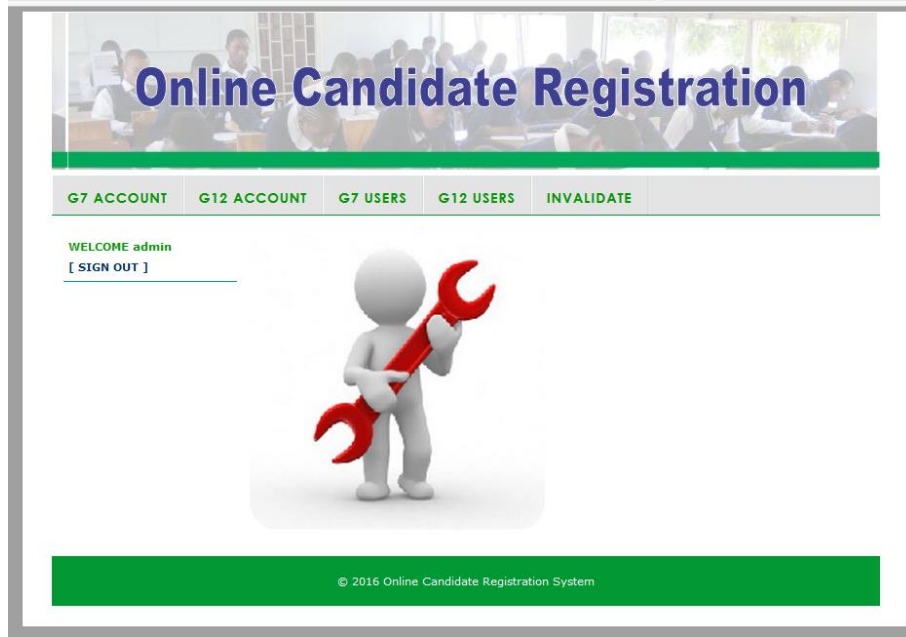 Online Candidate Registration
G7 ACCOUNT G12 ACCOUNT G7 USERS G12 USERS INVALIDATE
WELCOME admin
[ SIGN OUT ]
© 2016 Online Candidate Registration System